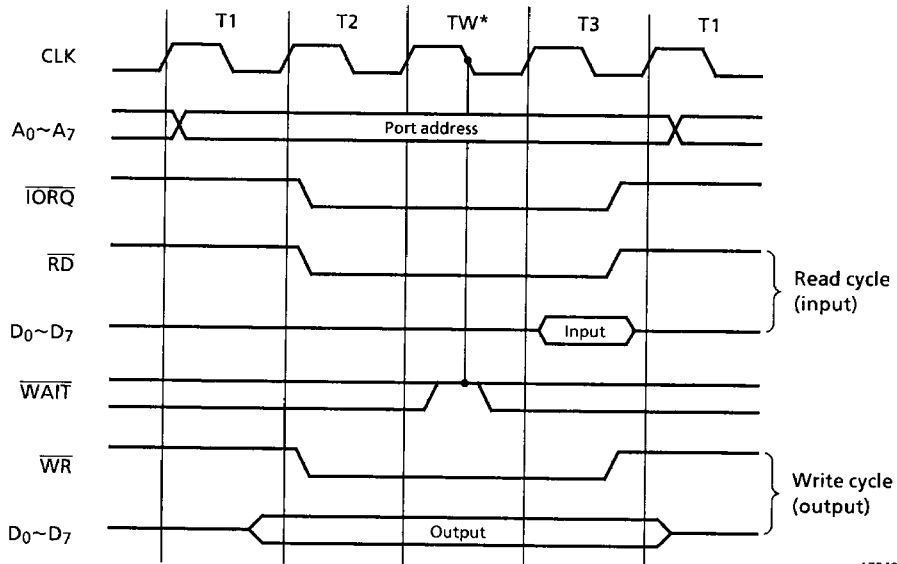 T1 T2 TW* T3 T1
CLK
A0~A7 Port address
IORQ
RD
Read cycle
(input)
D0~D7 Input
WAIT
WR
Write cycle
(output)
D0~D7 Output